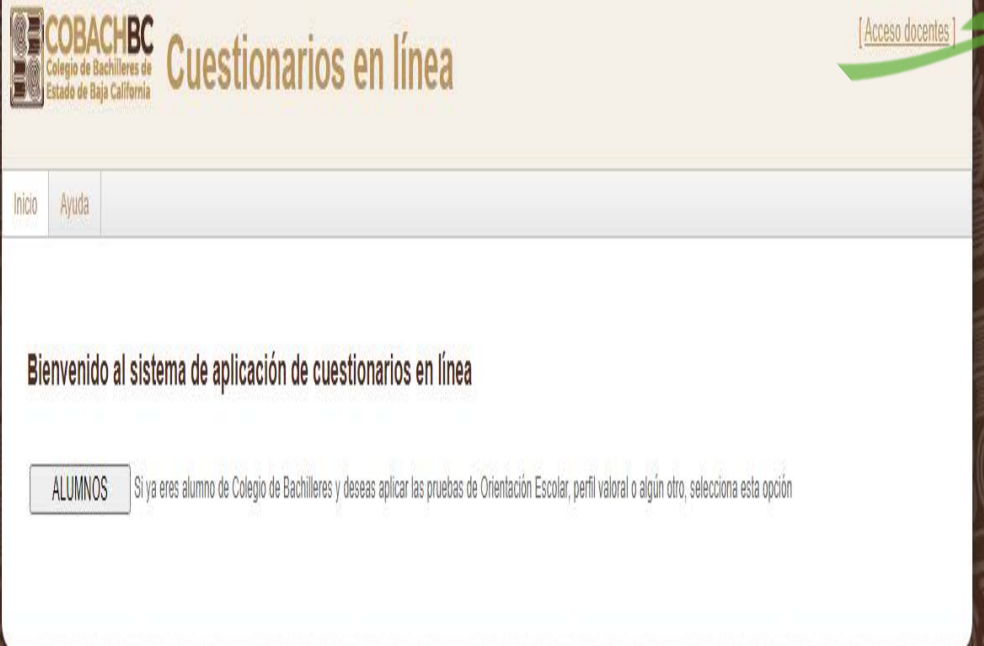 COBACHBC
Colegio de Bachilleres de
Estado de Baja California
Cuestionarios en línea
[ Acceso docentes ]
Inicio
Ayuda
Bienvenido al sistema de aplicación de cuestionarios en línea
ALUMNOS
Si ya eres alumno de Colegio de Bachilleres y deseas aplicar las pruebas de Orientación Escolar, perfil valoral o algún otro, selecciona esta opción